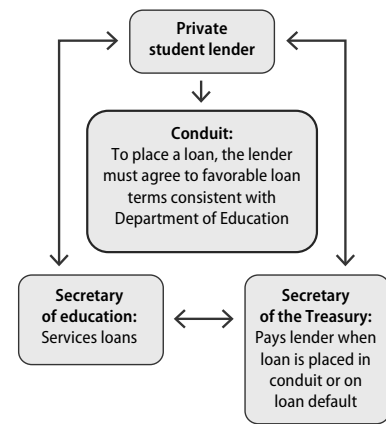 Private
student lender
Conduit:
To place a loan, the lender
must agree to favorable loan
terms consistent with
Department of Education
Secretary
of education:
Services loans
Secretary
of the Treasury:
Pays lender when
loan is placed in
conduit or on
loan default